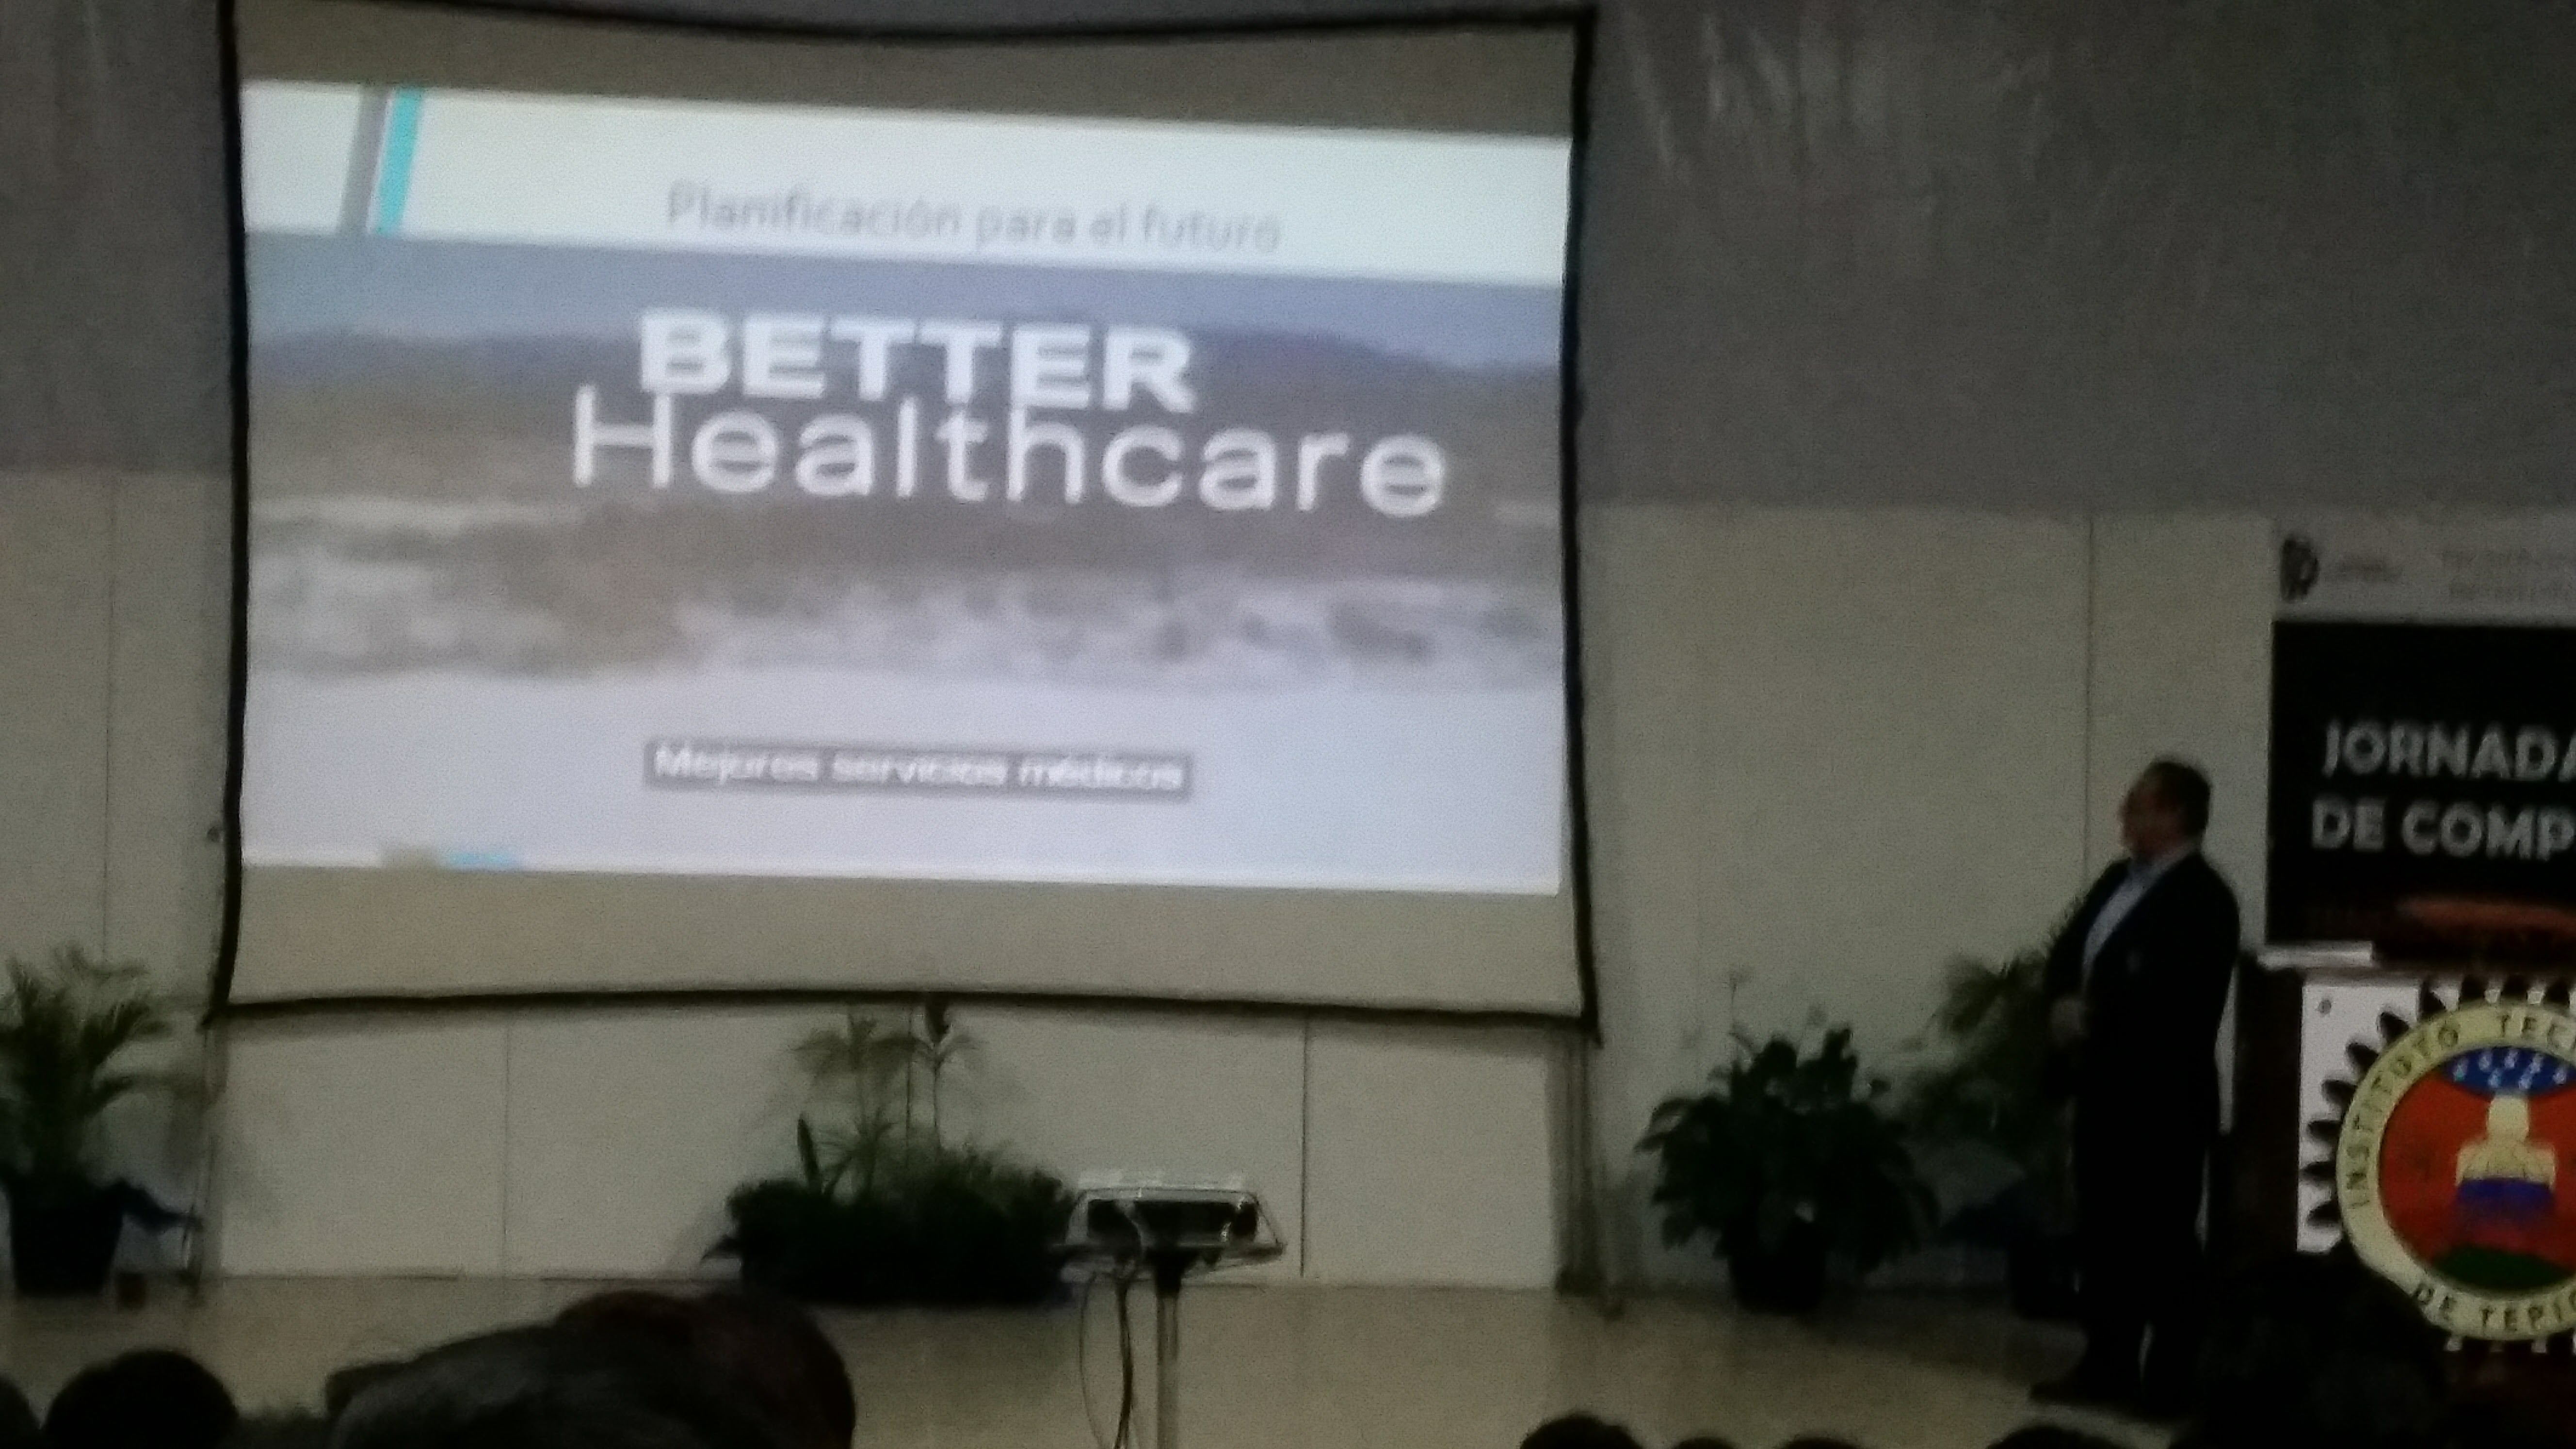 Planificación para el futuro
BETTER
Healthcare
Mejores servicios médicos
JORNADA
DE COMP
INSTITUTO TEC
DE TEPIC